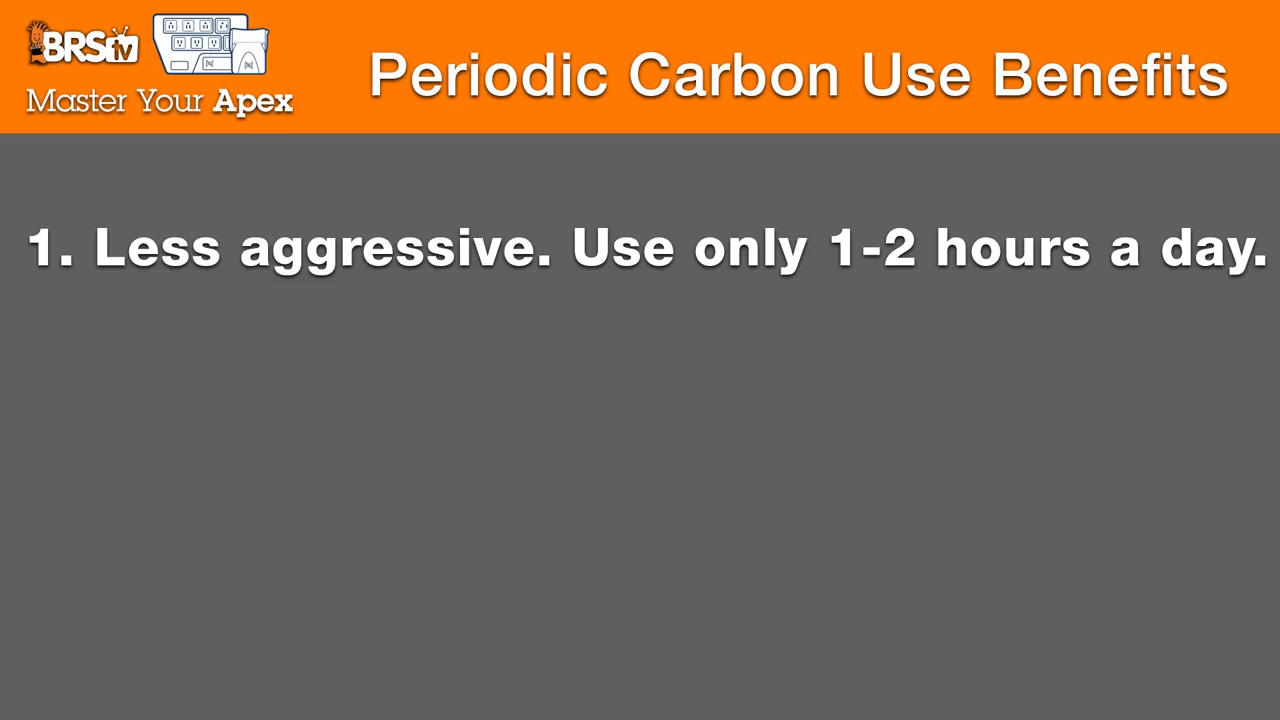 BRStv
Master Your Apex
Periodic Carbon Use Benefits
1. Less aggressive. Use only 1-2 hours a day.